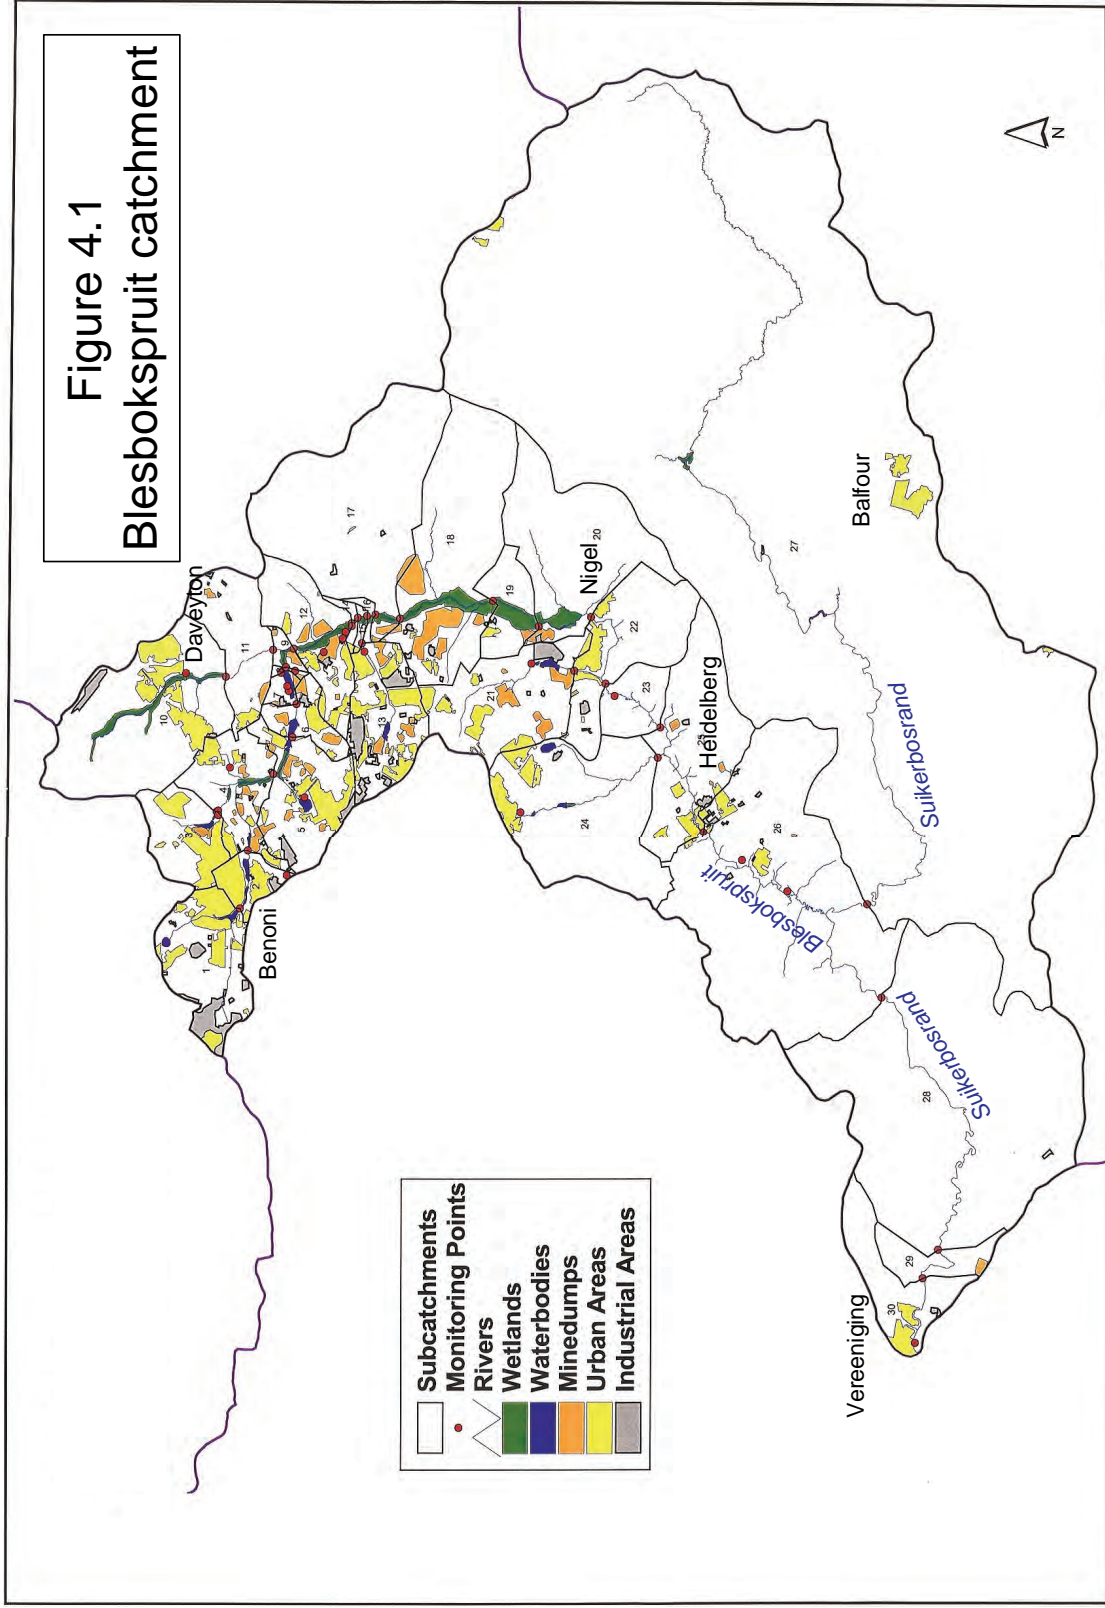 Figure 4.1
Blesbokspruit catchment
Daveyton
Benoni
Nigel
Heidelberg
Balfour
Vereeniging
Blesbokspruit
Suikerbosrand
Suikerbosrand
1
2
3
4
5
6
9
10
11
12
13
14
16
17
18
19
20
21
22
23
24
25
26
27
28
29
30
N
Subcatchments
Monitoring Points
Rivers
Wetlands
Waterbodies
Minedumps
Urban Areas
Industrial Areas